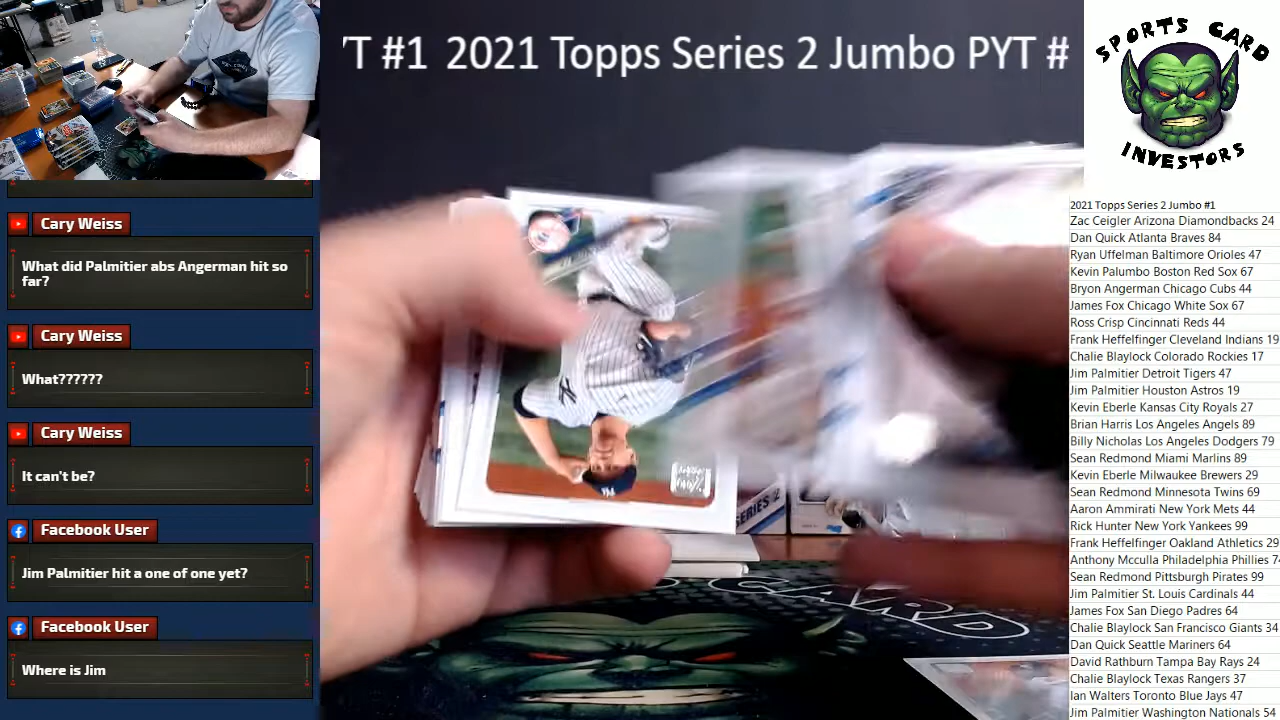 'T #1 2021 Topps Series 2 Jumbo PYT #
SPORTS CARD
INVESTORS
Cary Weiss
What did Palmitier abs Angerman hit so
far?
Cary Weiss
What??????
Cary Weiss
It can't be?
Facebook User
Jim Palmitier hit a one of one yet?
Facebook User
Where is Jim
SERIES 2
CARD
2021 Topps Series 2 Jumbo #1
Zac Ceigler Arizona Diamondbacks 24
Dan Quick Atlanta Braves 84
Ryan Uffelman Baltimore Orioles 47
Kevin Palumbo Boston Red Sox 67
Bryon Angerman Chicago Cubs 44
James Fox Chicago White Sox 67
Ross Crisp Cincinnati Reds 44
Frank Heffelfinger Cleveland Indians 19
Chalie Blaylock Colorado Rockies 17
Jim Palmitier Detroit Tigers 47
Jim Palmitier Houston Astros 19
Kevin Eberle Kansas City Royals 27
Brian Harris Los Angeles Angels 89
Billy Nicholas Los Angeles Dodgers 79
Sean Redmond Miami Marlins 89
Kevin Eberle Milwaukee Brewers 29
Sean Redmond Minnesota Twins 69
Aaron Ammirati New York Mets 44
Rick Hunter New York Yankees 99
Frank Heffelfinger Oakland Athletics 29
Anthony Mcculla Philadelphia Phillies 74
Sean Redmond Pittsburgh Pirates 99
Jim Palmitier St. Louis Cardinals 44
James Fox San Diego Padres 64
Chalie Blaylock San Francisco Giants 34
Dan Quick Seattle Mariners 64
David Rathburn Tampa Bay Rays 24
Chalie Blaylock Texas Rangers 37
Ian Walters Toronto Blue Jays 47
Jim Palmitier Washington Nationals 54